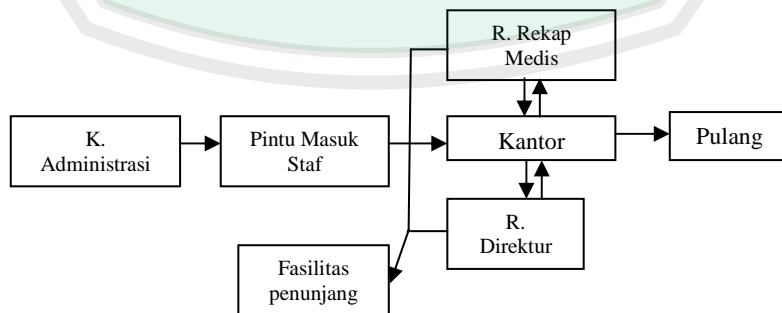 R. Rekap
Medis
K.
Administrasi
Pintu Masuk
Staf
Kantor
Pulang
R.
Direktur
Fasilitas
penunjang